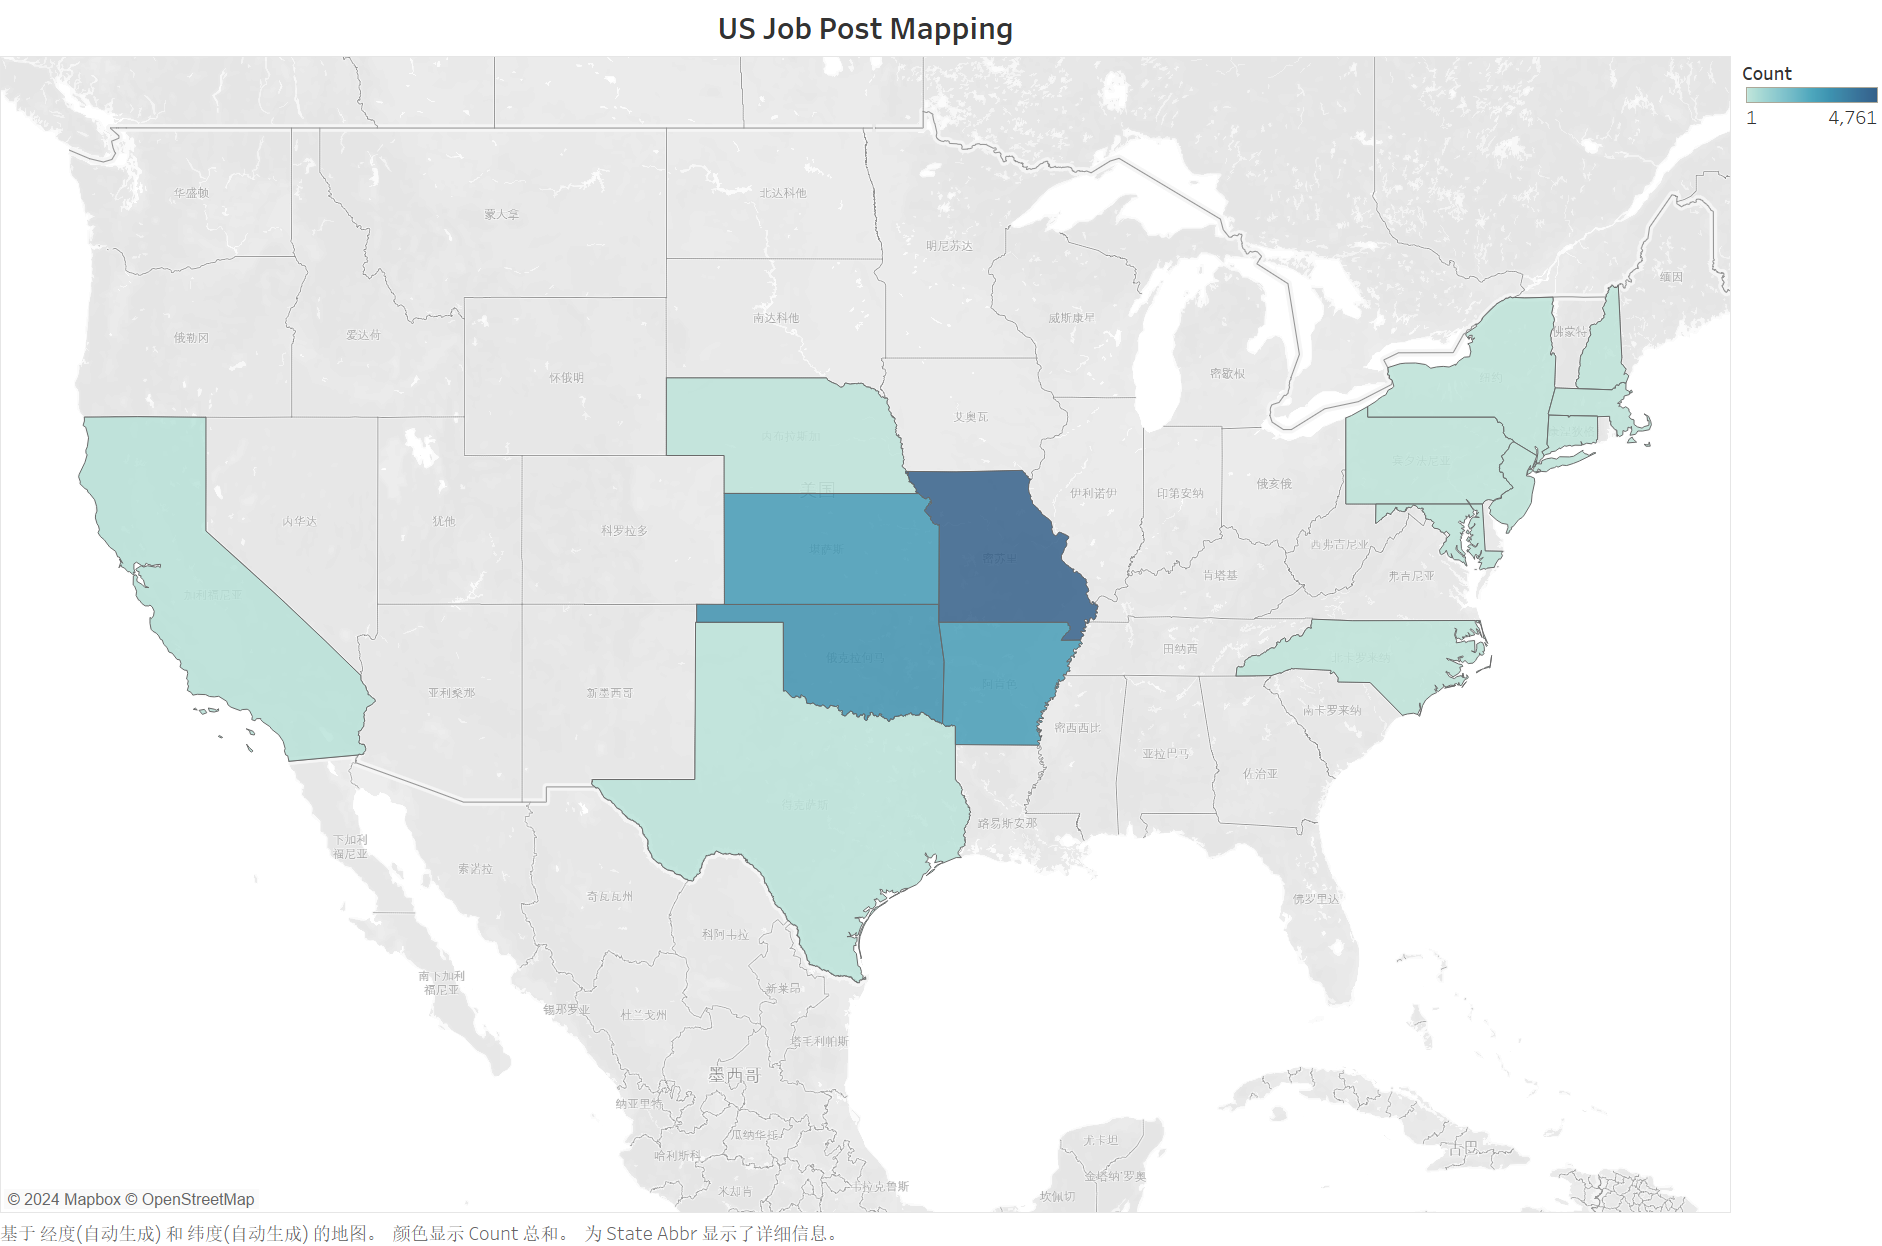 US Job Post Mapping
Count
1
4,761
华盛顿
蒙大拿
北达科他
明尼苏达
缅因
俄勒冈
爱达荷
怀俄明
南达科他
威斯康星
密歇根
佛蒙特
纽约
内布拉斯加
艾奥瓦
宾夕法尼亚
美国
内华达
犹他
科罗拉多
堪萨斯
密苏里
伊利诺伊
印第安纳
俄亥俄
西弗吉尼亚
弗吉尼亚
肯塔基
加利福尼亚
亚利桑那
新墨西哥
俄克拉何马
阿肯色
田纳西
北卡罗来纳
南卡罗来纳
密西西比
亚拉巴马
佐治亚
得克萨斯
路易斯安那
佛罗里达
下加利
福尼亚
索诺拉
奇瓦瓦州
科阿韦拉
南下加利
福尼亚
锡那罗亚
杜兰戈州
新莱昂
塔毛利帕斯
墨西哥
纳亚里特
瓜纳华托
哈利斯科
米却肯
韦拉克鲁斯
尤卡坦
金塔纳·罗奥
坎佩切
古巴
© 2024 Mapbox © OpenStreetMap
基于 经度(自动生成) 和 纬度(自动生成) 的地图。 颜色显示 Count 总和。 为 State Abbr 显示了详细信息。